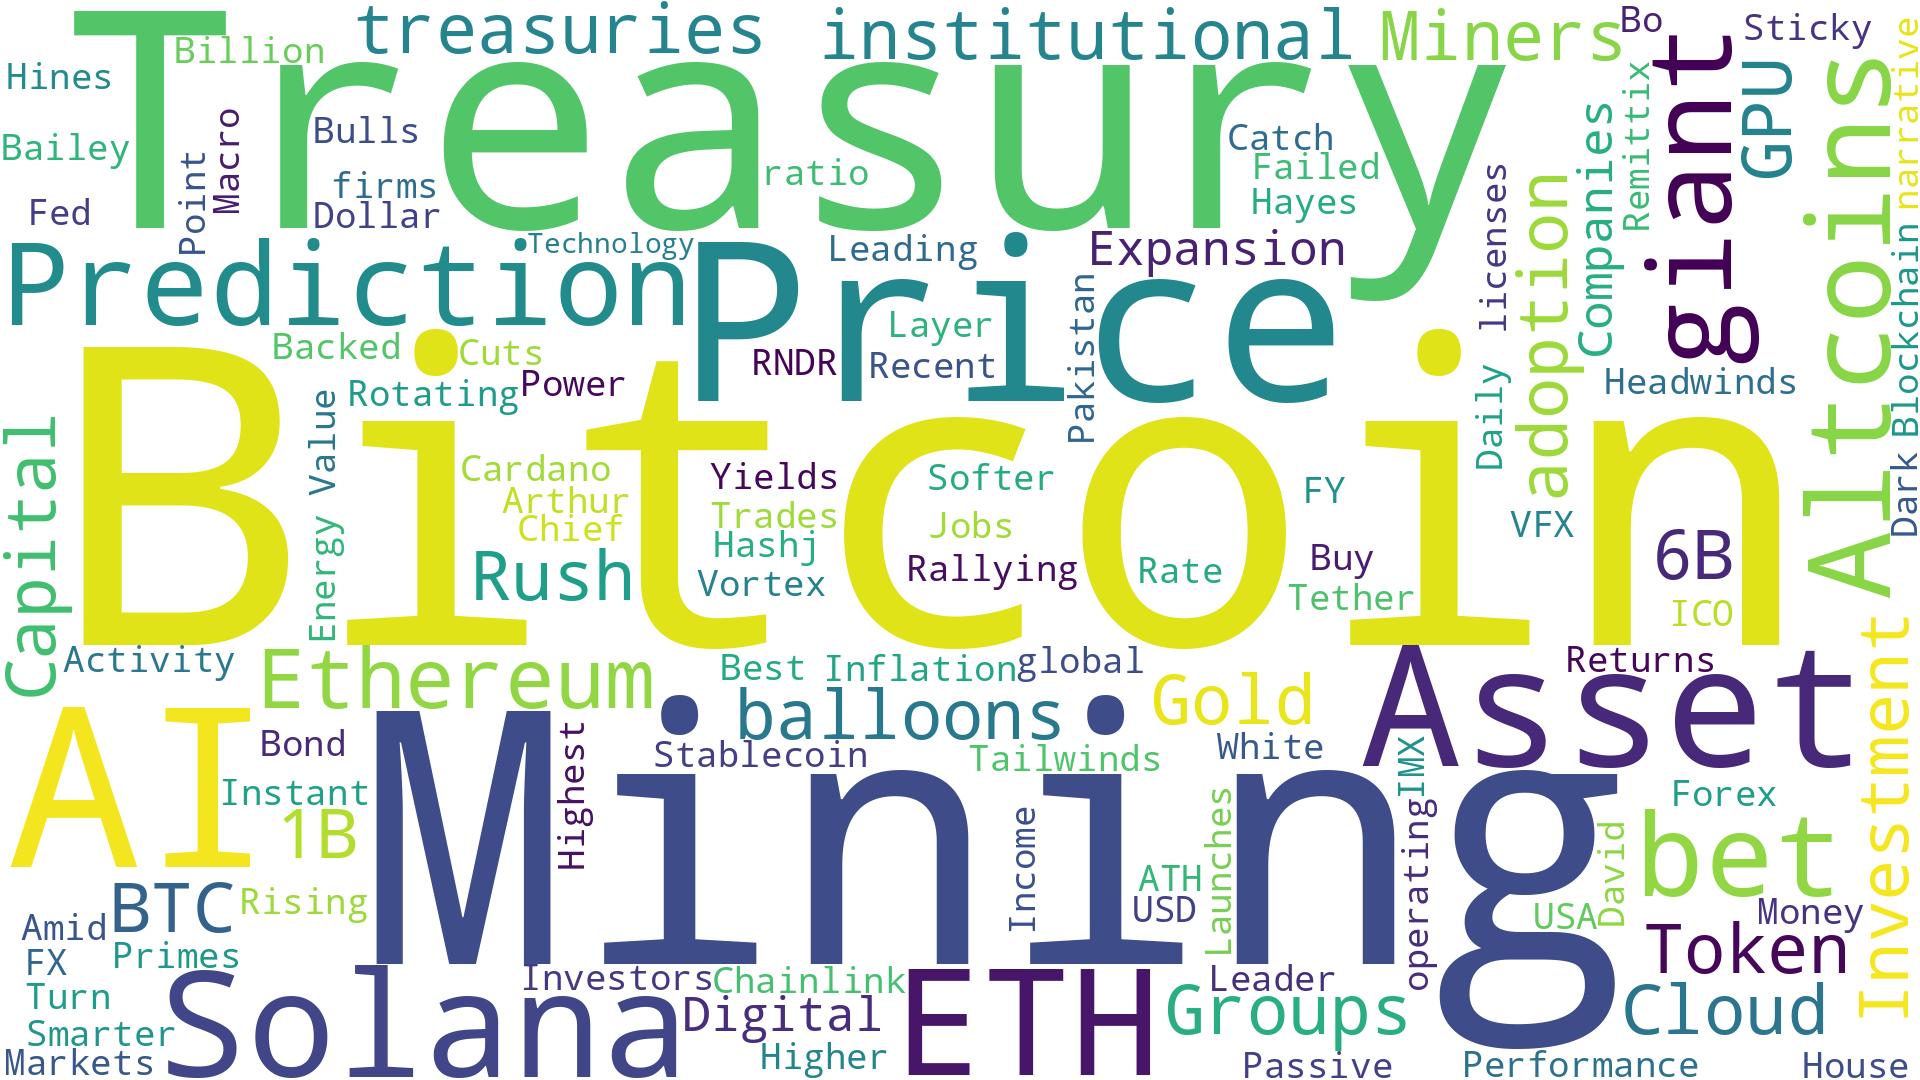 Treasury
treasuries
institutional
Miners
Bo
Sticky
Billion
Hines
Bailey
Fed
Point
Macro
Bulls
firms
Dollar
ratio
Catch
Failed
Hayes
licenses
Remittix
Companies
adoption
giant
GPU
Altcoins
narrative
Blockchain
Dark
Prediction
Technology
Price
Leading
Expansion
Layer
Recent
RNDR
Pakistan
Daily
Headwinds
Backed
Cuts
Rotating
Power
Bitcoin
Capital
Value
Energy
Cardano
Arthur
Chief
Rush
Yields
Trades
Hashj
Vortex
Softer
Jobs
Rallying
Rate
FY
Buy
Tether
VFX
6B
ICO
Activity
Ethereum
Best
Inflation
global
balloons
Gold
Returns
Asset
Investment
AI
Bond
Instant
1B
Mining
Highest
Stablecoin
Tailwinds
White
IMX
operating
Forex
bet
BTC
Rising
Income
ATH
USD
Launches
USA
David
Money
Token
Amid
FX
Primes
Turn
Smarter
Markets
Solana
Investors
Chainlink
Digital
Higher
ETH
Groups
Leader
Passive
Cloud
Performance
House